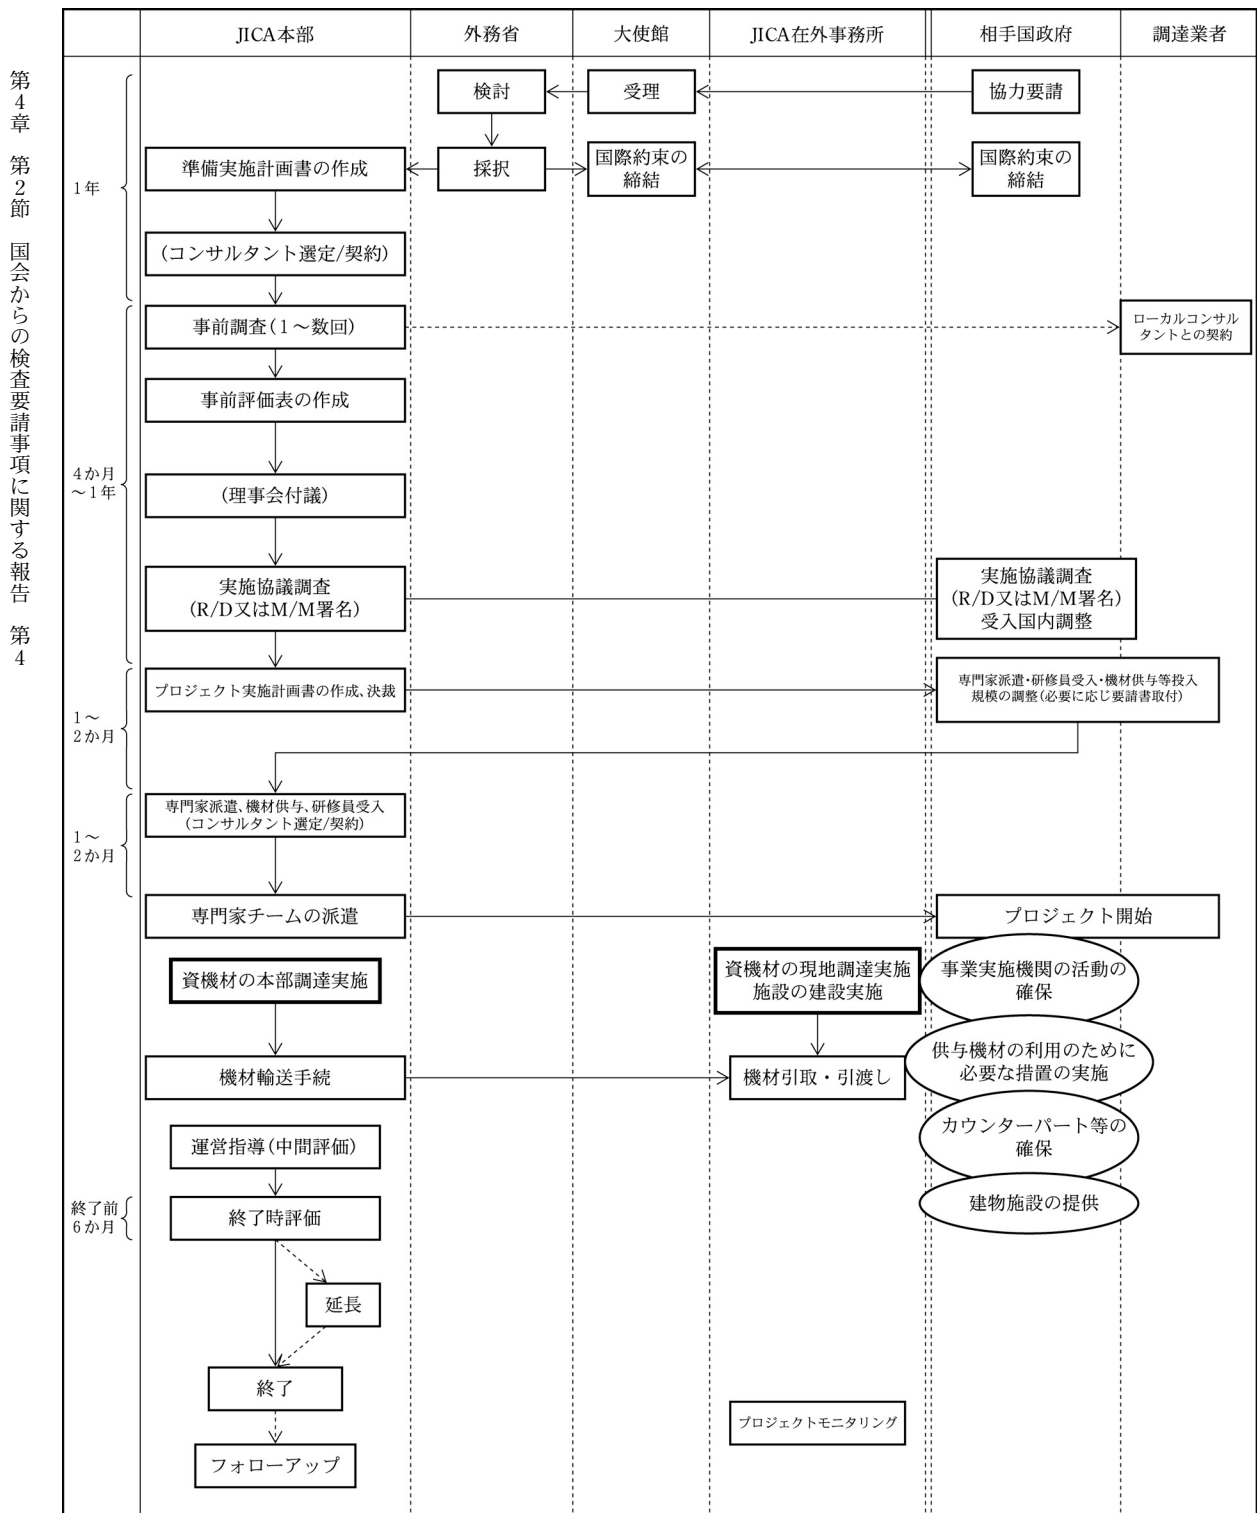 第4章 第2節 国会からの検査要請事項に関する報告 第4
JICA本部
外務省
大使館
JICA在外事務所
相手国政府
調達業者
検討
受理
協力要請
1年
準備実施計画書の作成
採択
国際約束の
締結
国際約束の
締結
(コンサルタント選定/契約)
事前調査(1〜数回)
ローカルコンサル
タントとの契約
事前評価表の作成
4か月
〜1年
(理事会付議)
実施協議調査
(R/D又はM/M署名)
実施協議調査
(R/D又はM/M署名)
受入国内調整
1〜
2か月
プロジェクト実施計画書の作成、決裁
専門家派遣・研修員受入・機材供与等投入
規模の調整(必要に応じ要請書取付)
1〜
2か月
専門家派遣、機材供与、研修員受入
(コンサルタント選定/契約)
専門家チームの派遣
プロジェクト開始
資機材の本部調達実施
資機材の現地調達実施
施設の建設実施
事業実施機関の活動の
確保
機材輸送手続
機材引取・引渡し
供与機材の利用のために
必要な措置の実施
運営指導(中間評価)
カウンターパート等の
確保
終了前
6か月
終了時評価
建物施設の提供
延長
終了
プロジェクトモニタリング
フォローアップ